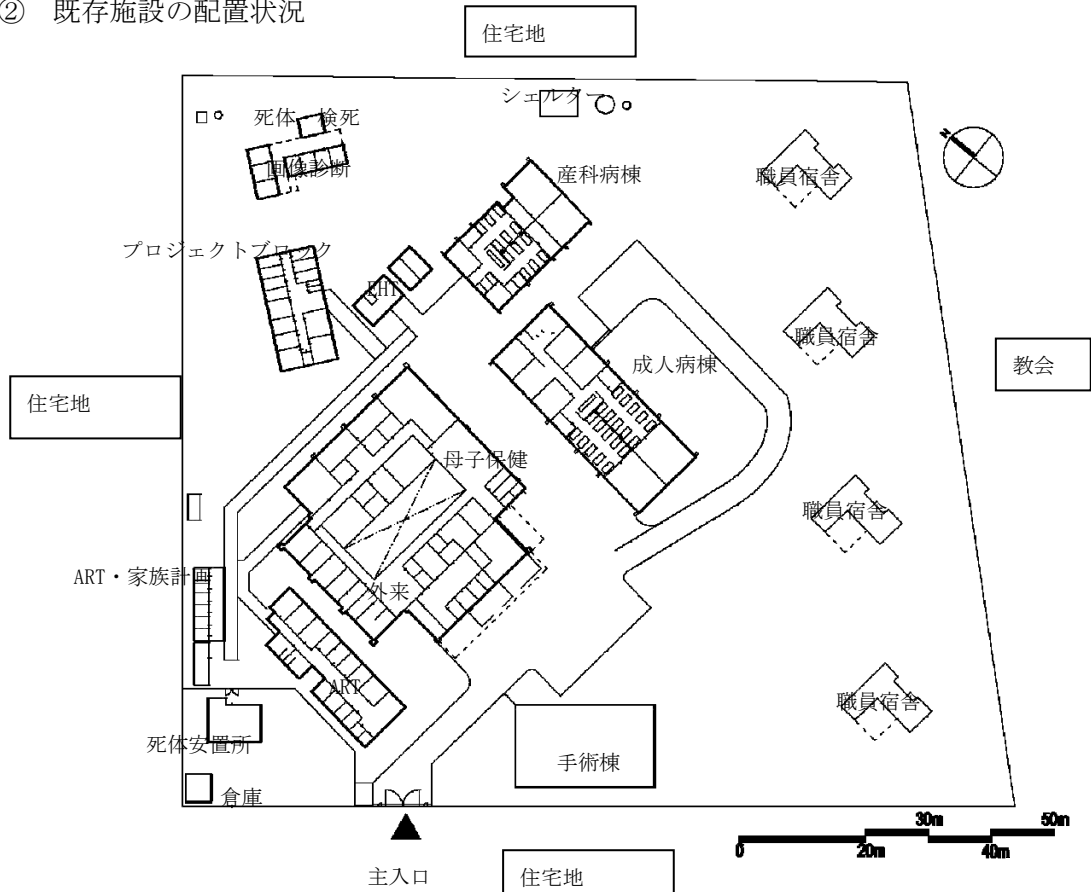 ② 既存施設の配置状況
住宅地
シェルター
死体 検死
画像診断
産科病棟
職員宿舎
N
プロジェクトブロック
EHT
職員宿舎
成人病棟
教会
住宅地
母子保健
職員宿舎
ART・家族計画
外来
ART
職員宿舎
死体安置所
手術棟
倉庫
30m
50m
0
20m
40m
主入口
住宅地